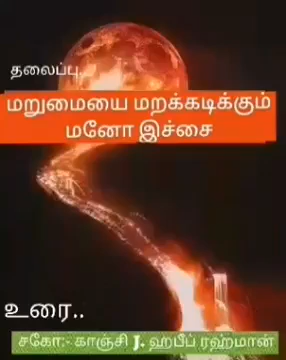 தலைப்பு
மறுமையை மறக்கடிக்கும்
மனோ இச்சை
உரை..
சகோ:- காஞ்சி J. ஹபீப் ரஹ்மான்